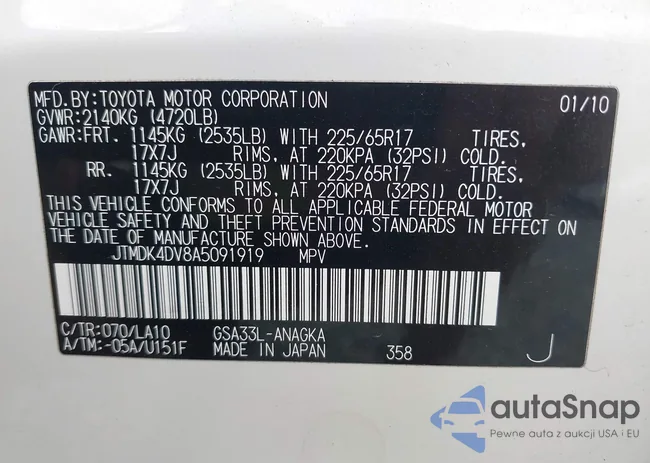 MFD.BY:TOYOTA MOTOR CORPORATION 01/10
GVWR:2140KG (4720LB)
GAWR:FRT. 1145KG (2535LB) WITH 225/65R17 TIRES,
17X7J RIMS, AT 220KPA (32PSI) COLD.
RR. 1145KG (2535LB) WITH 225/65R17 TIRES,
17X7J RIMS, AT 220KPA (32PSI) COLD.
THIS VEHICLE CONFORMS TO ALL APPLICABLE FEDERAL MOTOR
VEHICLE SAFETY AND THEFT PREVENTION STANDARDS IN EFFECT ON
THE DATE OF MANUFACTURE SHOWN ABOVE.
JTMDK4DV8A5091919 MPV
C/TR:070/LA10 GSA33L-ANAGKA
A/TM:-05A/U151F MADE IN JAPAN 358 J
autaSnap
Pewne auta z aukcji USA i EU